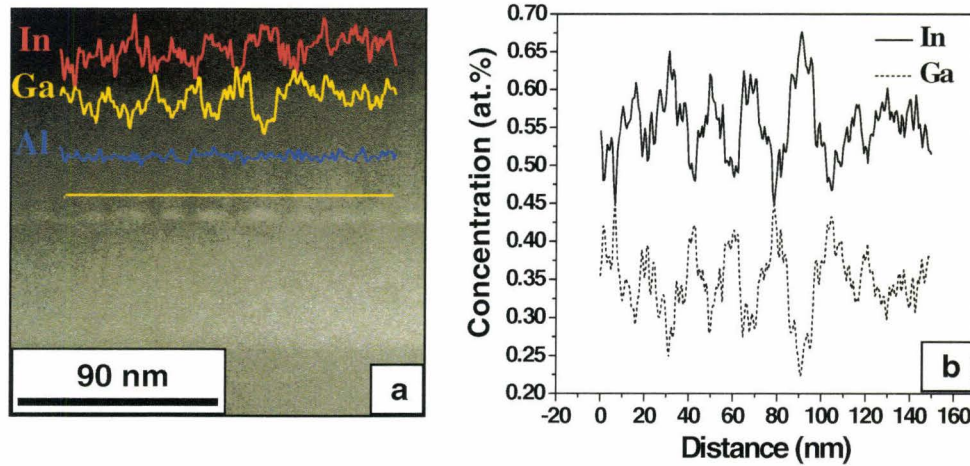 In
Ga
Al
90 nm
a
Concentration (at.%)
0.70
0.65
0.60
0.55
0.50
0.45
0.40
0.35
0.30
0.25
0.20
In
Ga
b
-20 0 20 40 60 80 100 120 140 160
Distance (nm)